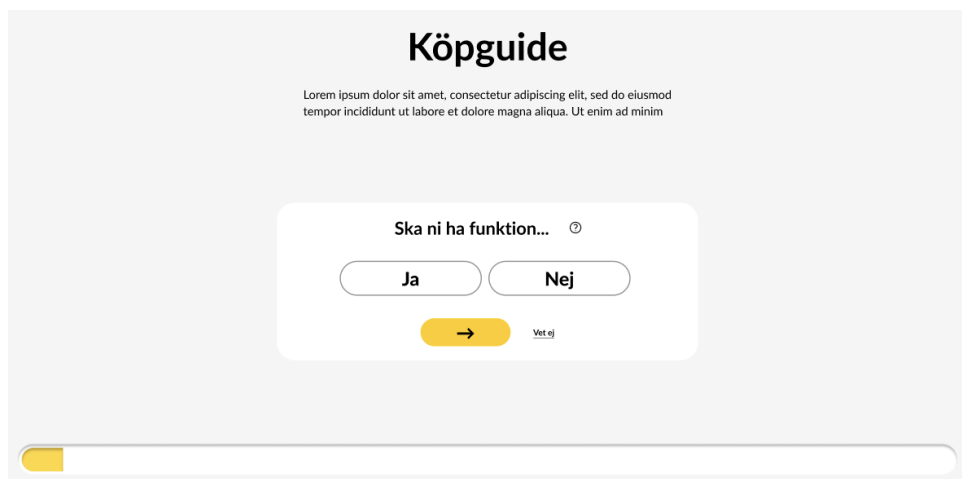 Köpguide
Lorem ipsum dolor sit amet, consectetur adipiscing elit, sed do eiusmod
tempor incididunt ut labore et dolore magna aliqua. Ut enim ad minim
Ska ni ha funktion... ?
Ja Nej
→ Vet ej